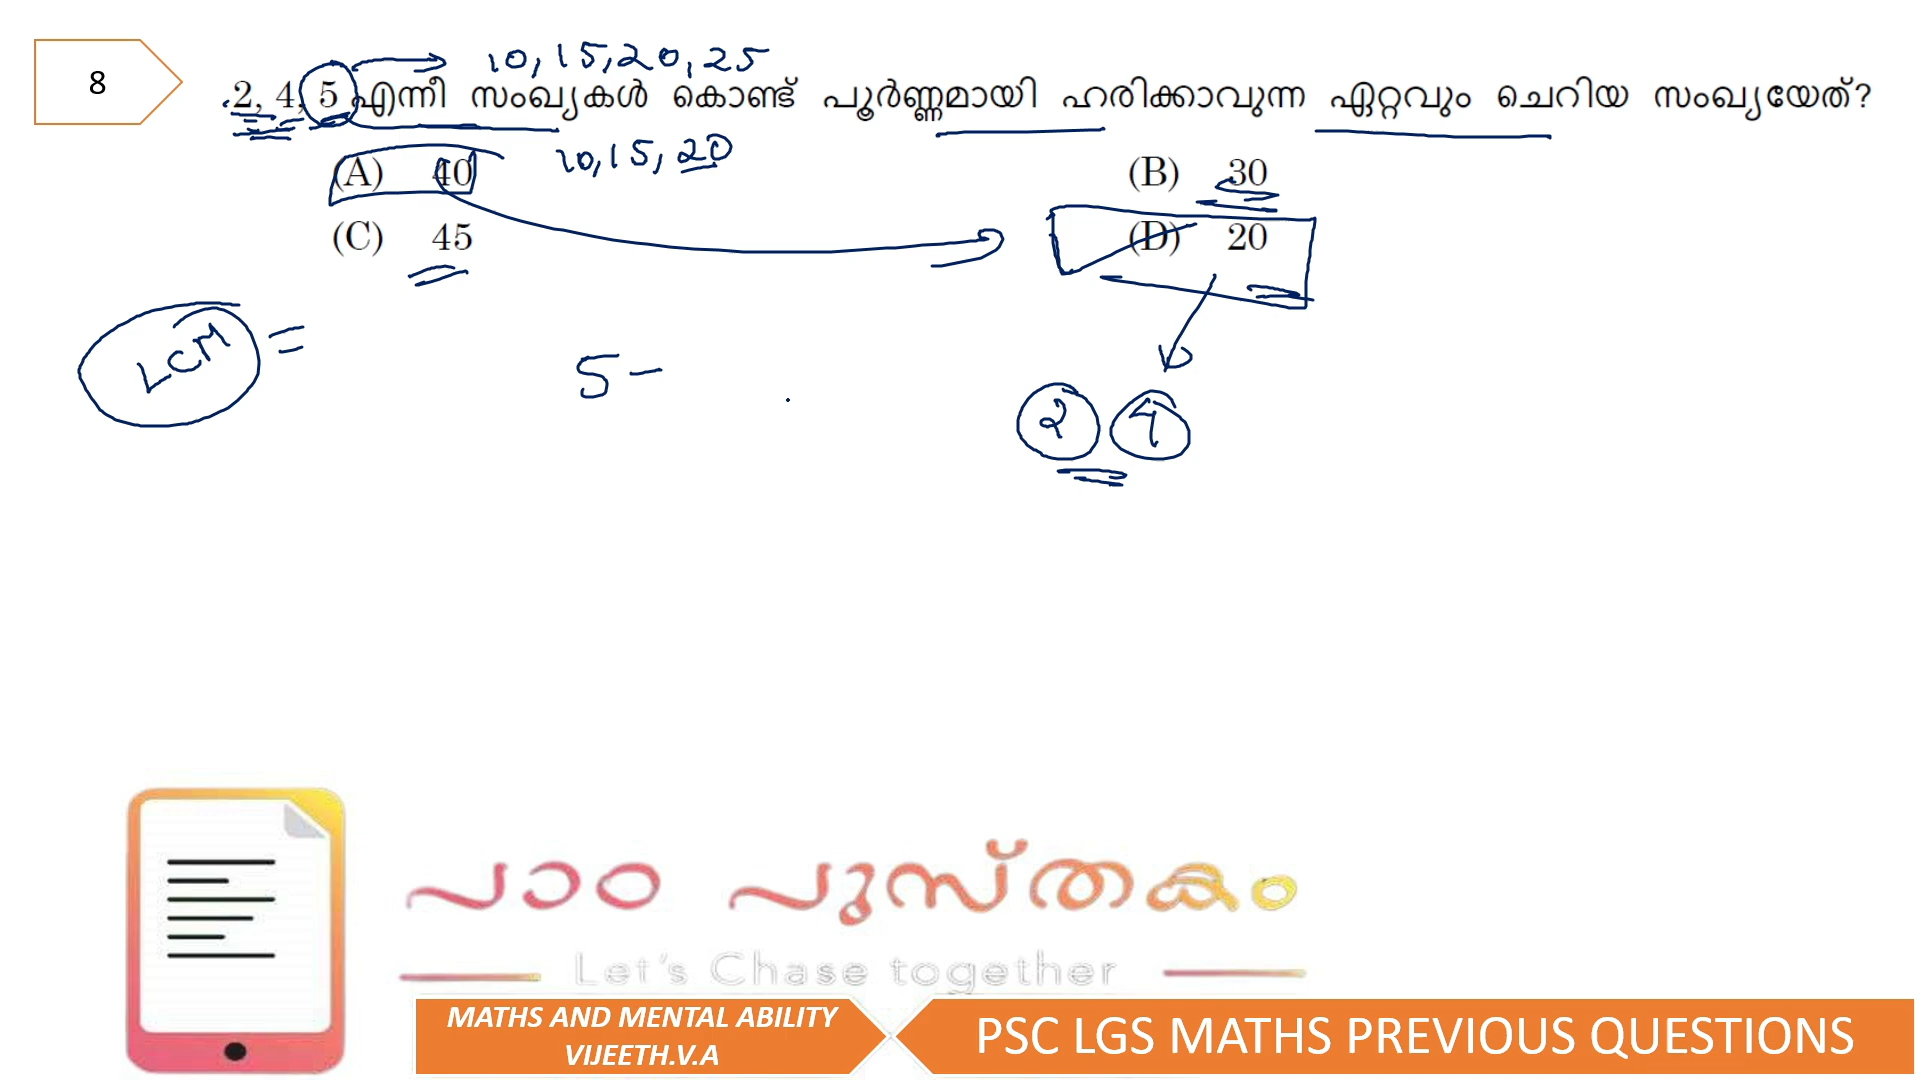 10, 15, 20, 25
8
2, 4, 5 എന്നീ സംഖ്യകൾ കൊണ്ട് പൂർണ്ണമായി ഹരിക്കാവുന്ന ഏറ്റവും ചെറിയ സംഖ്യയേത്?
10, 15, 20
(A) 40 (B) 30
(C) 45 (D) 20
LCM =
5 –
2 4
പാഠ പുസ്തകം
Let's Chase together
MATHS AND MENTAL ABILITY
VIJEETH.V.A
PSC LGS MATHS PREVIOUS QUESTIONS